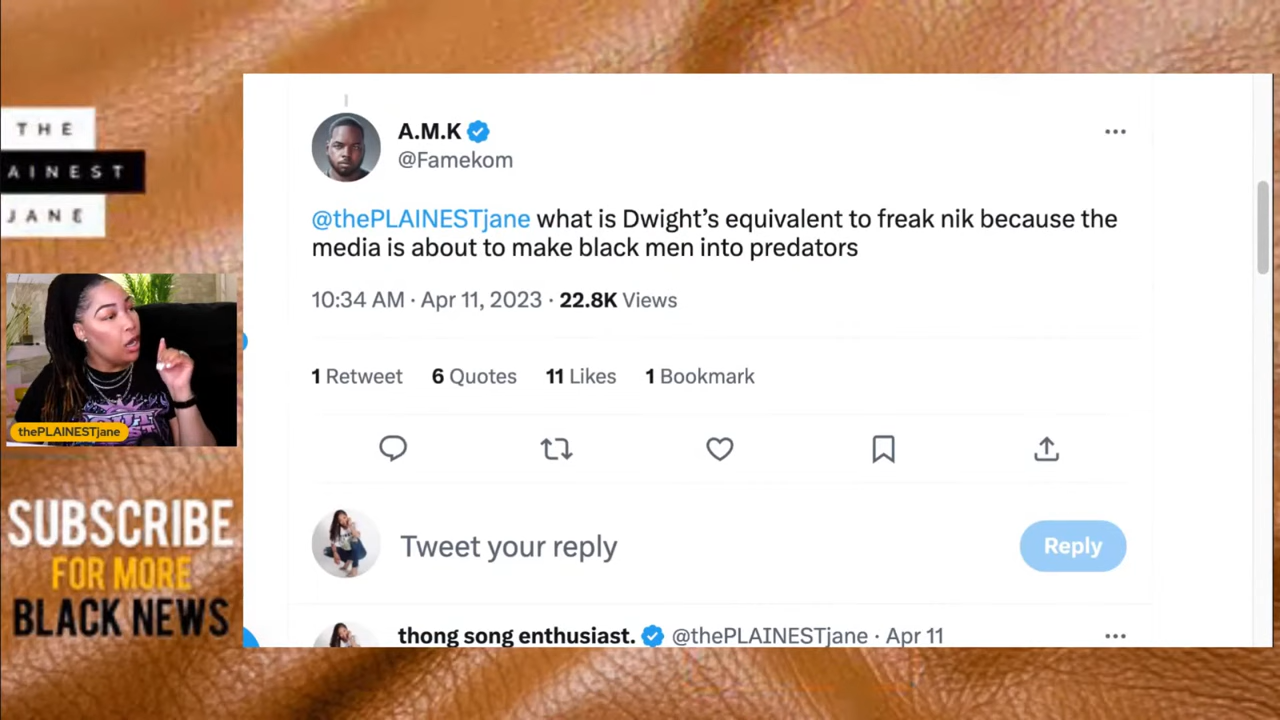 THE
AINEST
JANE
thePLAINESTjane
SUBSCRIBE
FOR MORE
BLACK NEWS
A.M.K
@Famekom
@thePLAINESTjane what is Dwight’s equivalent to freak nik because the
media is about to make black men into predators
10:34 AM · Apr 11, 2023 · 22.8K Views
1 Retweet 6 Quotes 11 Likes 1 Bookmark
Tweet your reply
Reply
thong song enthusiast. @thePLAINESTjane · Apr 11